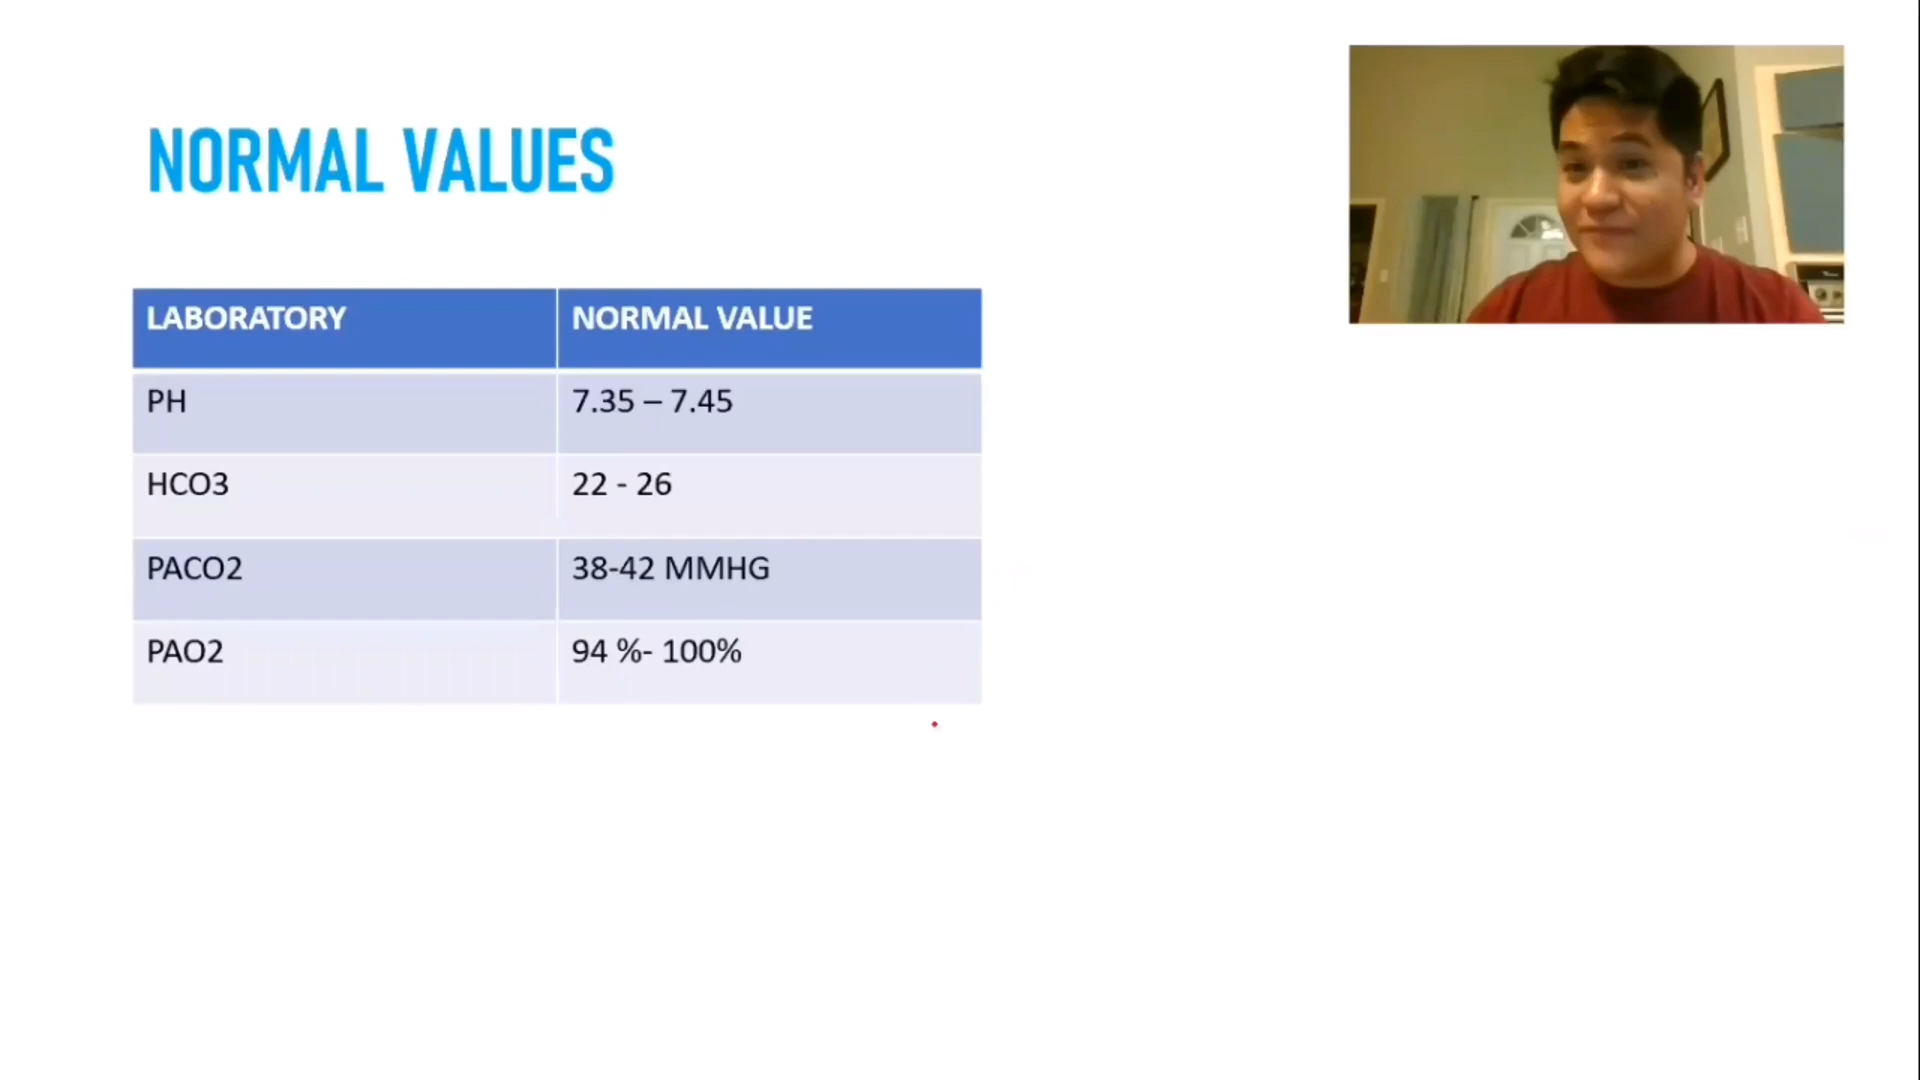 NORMAL VALUES
LABORATORY NORMAL VALUE
PH 7.35 – 7.45
HCO3 22 - 26
PACO2 38-42 MMHG
PAO2 94 %- 100%